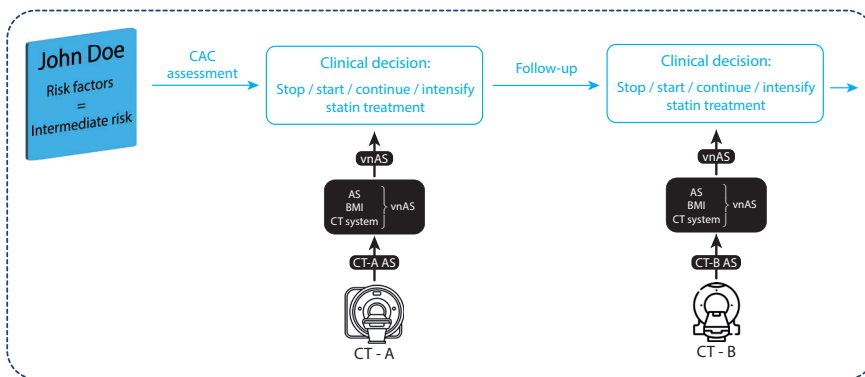 John Doe
Risk factors
=
Intermediate risk
CAC
assessment
Clinical decision:
Stop / start / continue / intensify
statin treatment
Follow-up
Clinical decision:
Stop / start / continue / intensify
statin treatment
vnAS
AS
BMI
CT system
vnAS
CT-A AS
CT - A
vnAS
AS
BMI
CT system
vnAS
CT-B AS
CT - B